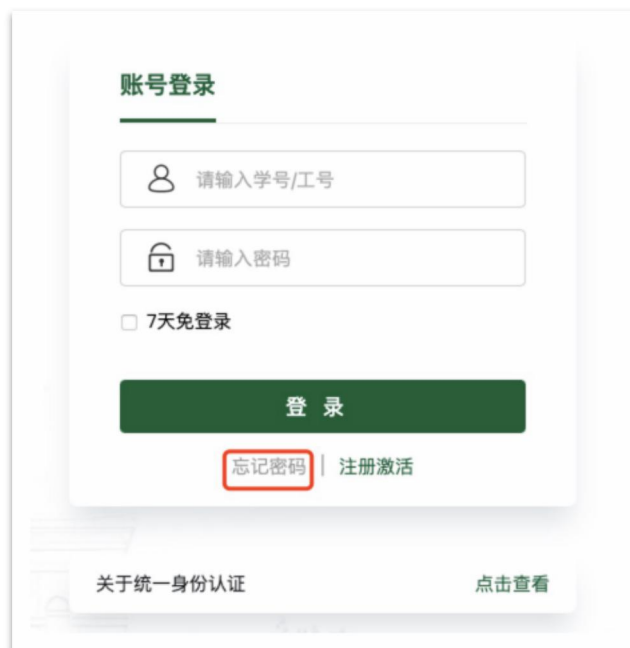 账号登录
请输入学号/工号
请输入密码
7天免登录
登 录
忘记密码 | 注册激活
关于统一身份认证 点击查看